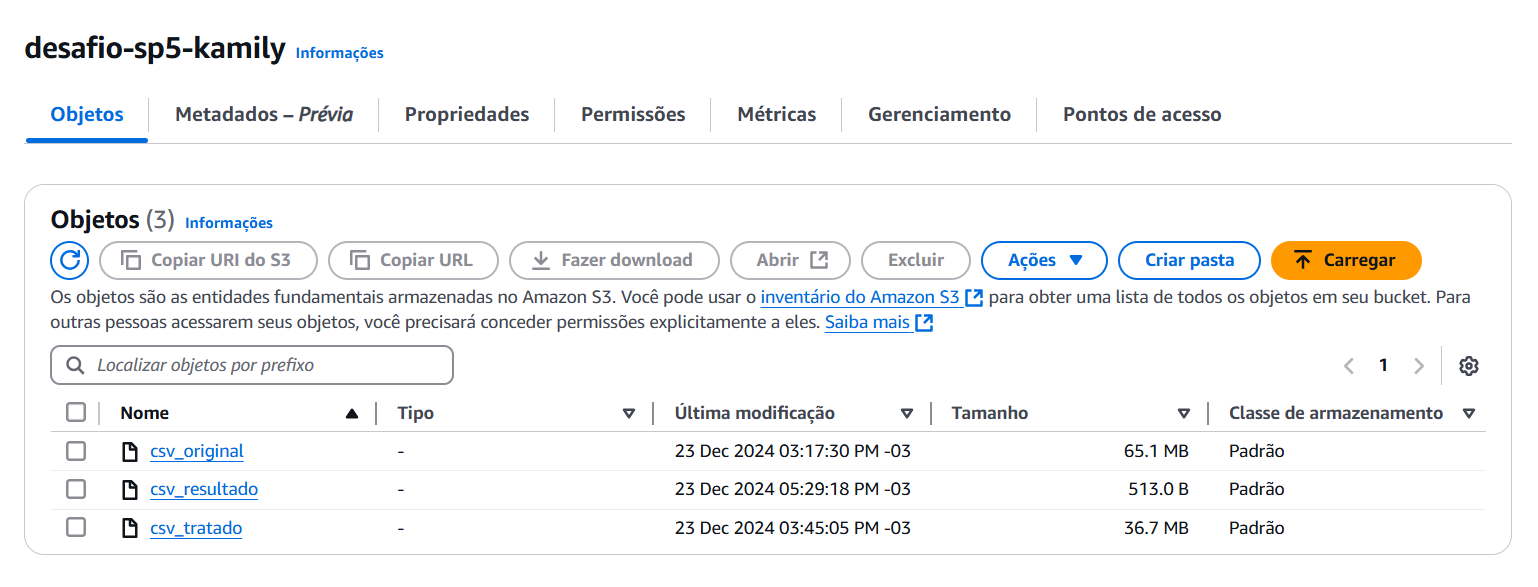 desafio-sp5-kamily Informações
Objetos Metadados – Prévia Propriedades Permissões Métricas Gerenciamento Pontos de acesso
Objetos (3) Informações
Copiar URI do S3 Copiar URL Fazer download Abrir Excluir Ações Criar pasta Carregar
Os objetos são as entidades fundamentais armazenadas no Amazon S3. Você pode usar o inventário do Amazon S3 para obter uma lista de todos os objetos em seu bucket. Para
outras pessoas acessarem seus objetos, você precisará conceder permissões explicitamente a eles. Saiba mais
Localizar objetos por prefixo 1
Nome Tipo Última modificação Tamanho Classe de armazenamento
csv_original - 23 Dec 2024 03:17:30 PM -03 65.1 MB Padrão
csv_resultado - 23 Dec 2024 05:29:18 PM -03 513.0 B Padrão
csv_tratado - 23 Dec 2024 03:45:05 PM -03 36.7 MB Padrão